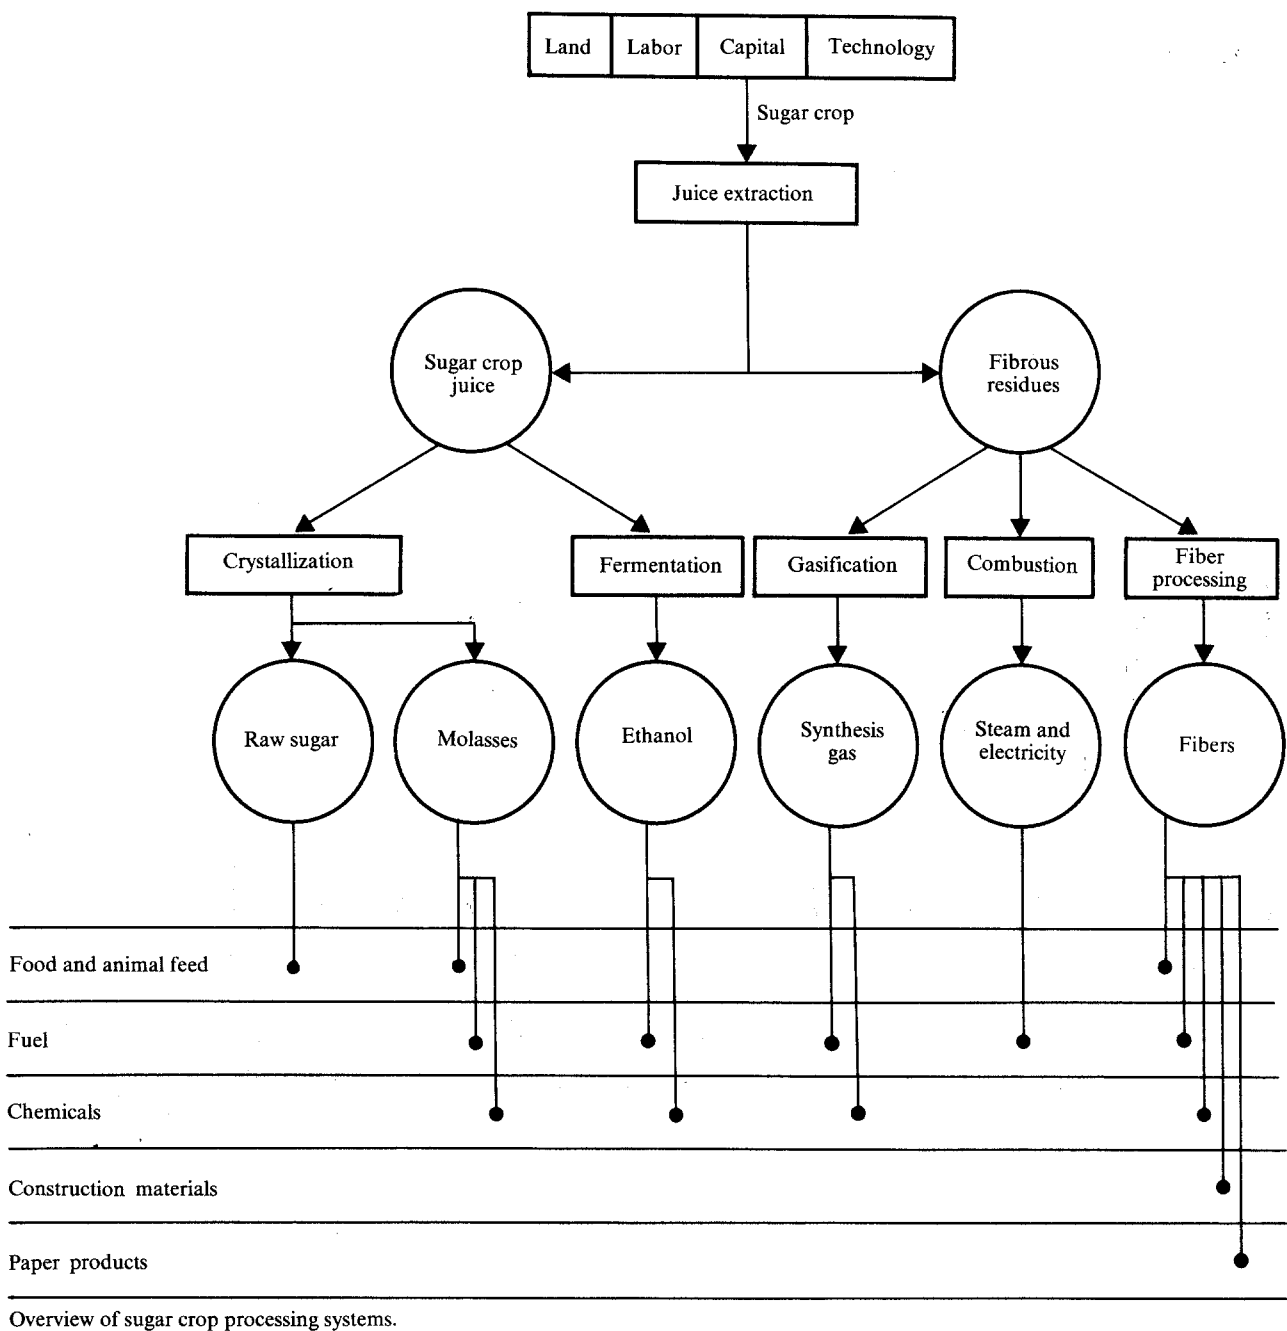 Land Labor Capital Technology
Sugar crop
Juice extraction
Sugar crop
juice
Fibrous
residues
Crystallization
Fermentation
Gasification
Combustion
Fiber
processing
Raw sugar
Molasses
Ethanol
Synthesis
gas
Steam and
electricity
Fibers
Food and animal feed
Fuel
Chemicals
Construction materials
Paper products
Overview of sugar crop processing systems.